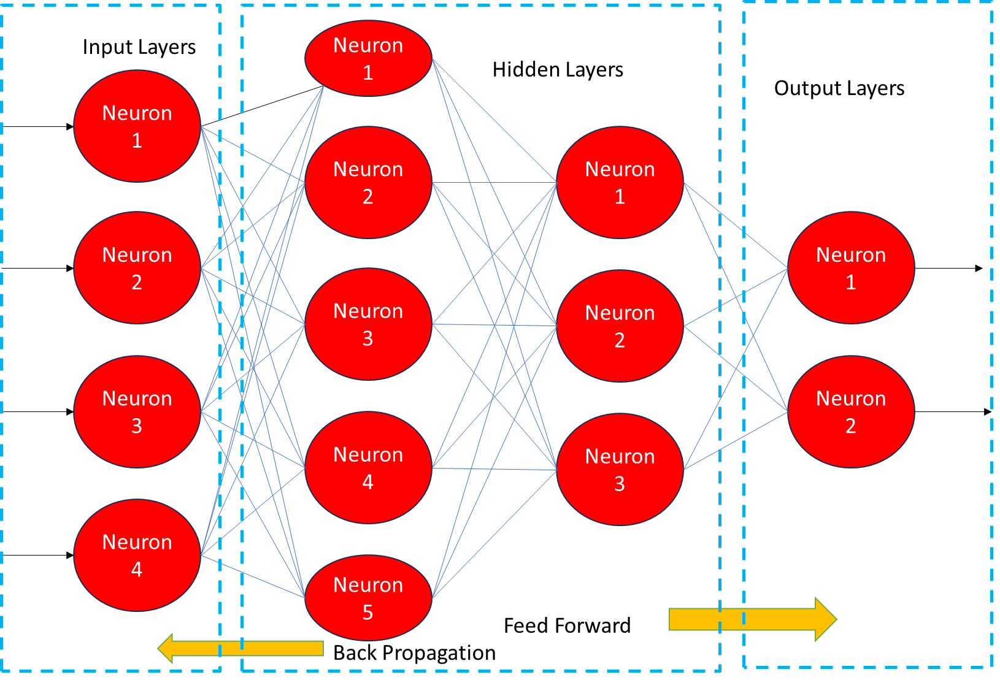 Input Layers
Neuron
1
Neuron
2
Neuron
3
Neuron
4
Hidden Layers
Neuron
1
Neuron
2
Neuron
3
Neuron
4
Neuron
5
Neuron
1
Neuron
2
Neuron
3
Output Layers
Neuron
1
Neuron
2
Feed Forward
Back Propagation